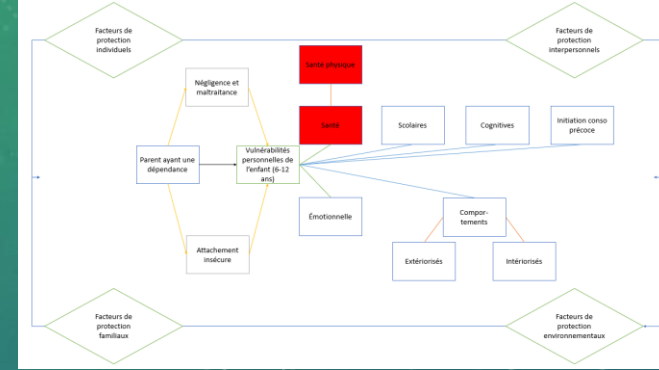 Facteurs de
protection
individuels
Facteurs de
protection
interpersonnels
Santé physique
Négligence et
maltraitance
Santé
Scolaires
Cognitives
Initiation conso
précoce
Parent ayant une
dépendance
Vulnérabilités
personnelles de
l'enfant (6-12
ans)
Émotionnelle
Compor-
tements
Attachement
insécure
Extériorisés
Intériorisés
Facteurs de
protection
familiaux
Facteurs de
protection
environnementaux